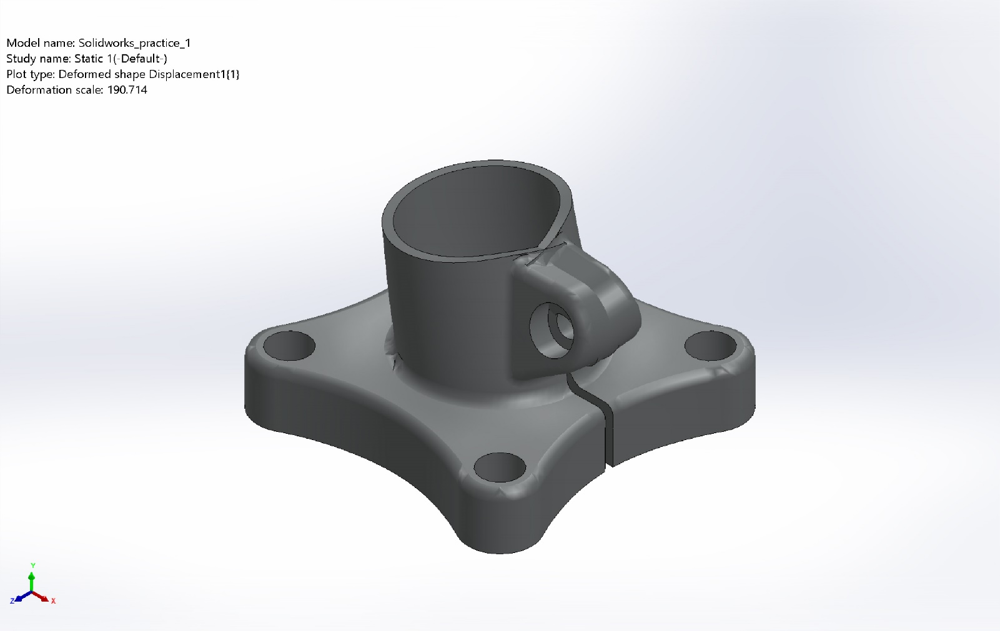 Model name: Solidworks_practice_1
Study name: Static 1(-Default-)
Plot type: Deformed shape Displacement1{1}
Deformation scale: 190.714
Y
Z
X